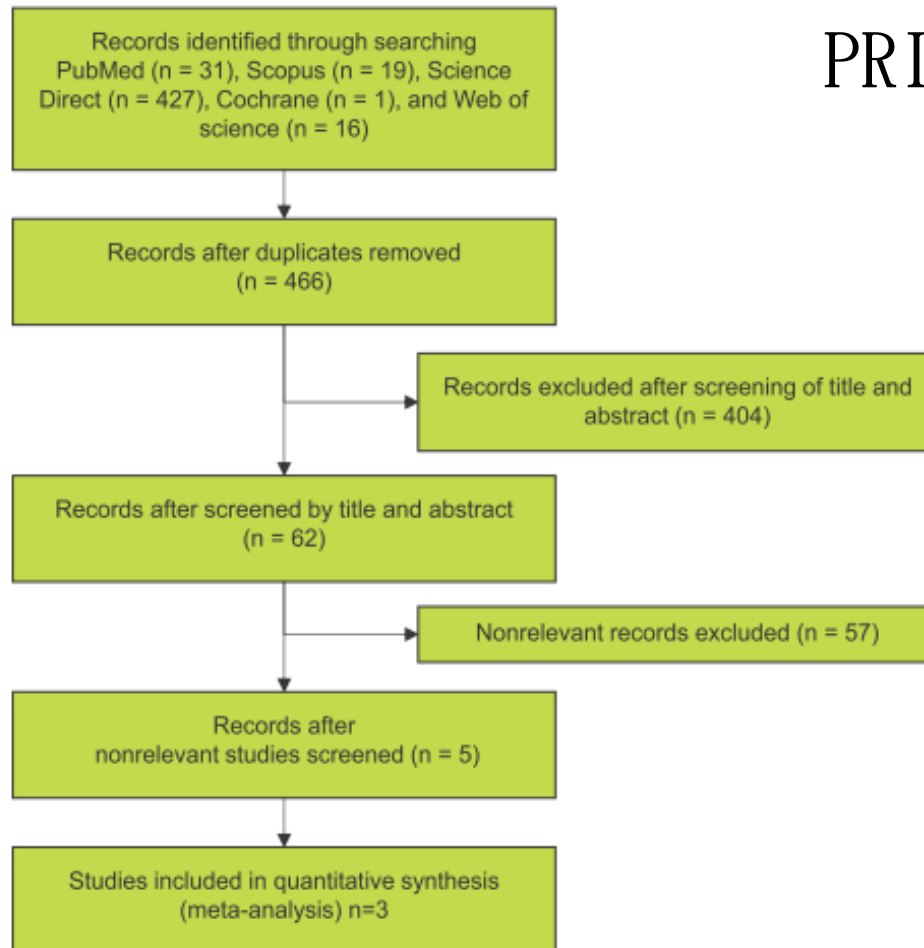 Records identified through searching
PubMed (n = 31), Scopus (n = 19), Science
Direct (n = 427), Cochrane (n = 1), and Web of
science (n = 16)
PRI
Records after duplicates removed
(n = 466)
Records excluded after screening of title and
abstract (n = 404)
Records after screened by title and abstract
(n = 62)
Nonrelevant records excluded (n = 57)
Records after
nonrelevant studies screened (n = 5)
Studies included in quantitative synthesis
(meta-analysis) n=3